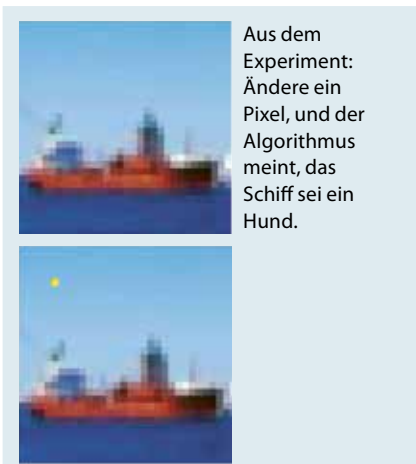 Aus dem
Experiment:
Ändere ein
Pixel, und der
Algorithmus
meint, das
Schiff sei ein
Hund.